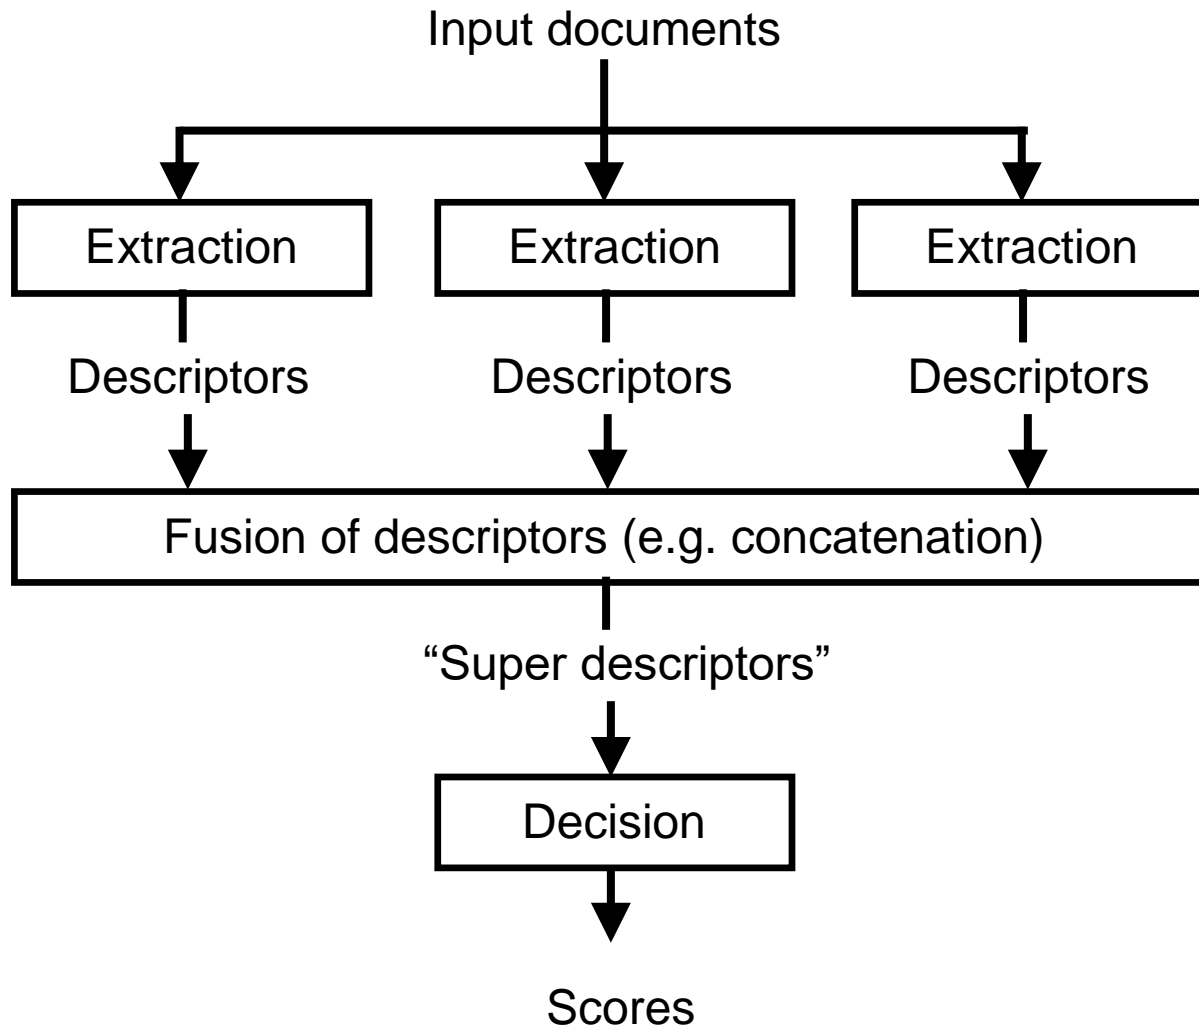 Input documents
Extraction Extraction Extraction
Descriptors Descriptors Descriptors
Fusion of descriptors (e.g. concatenation)
“Super descriptors”
Decision
Scores